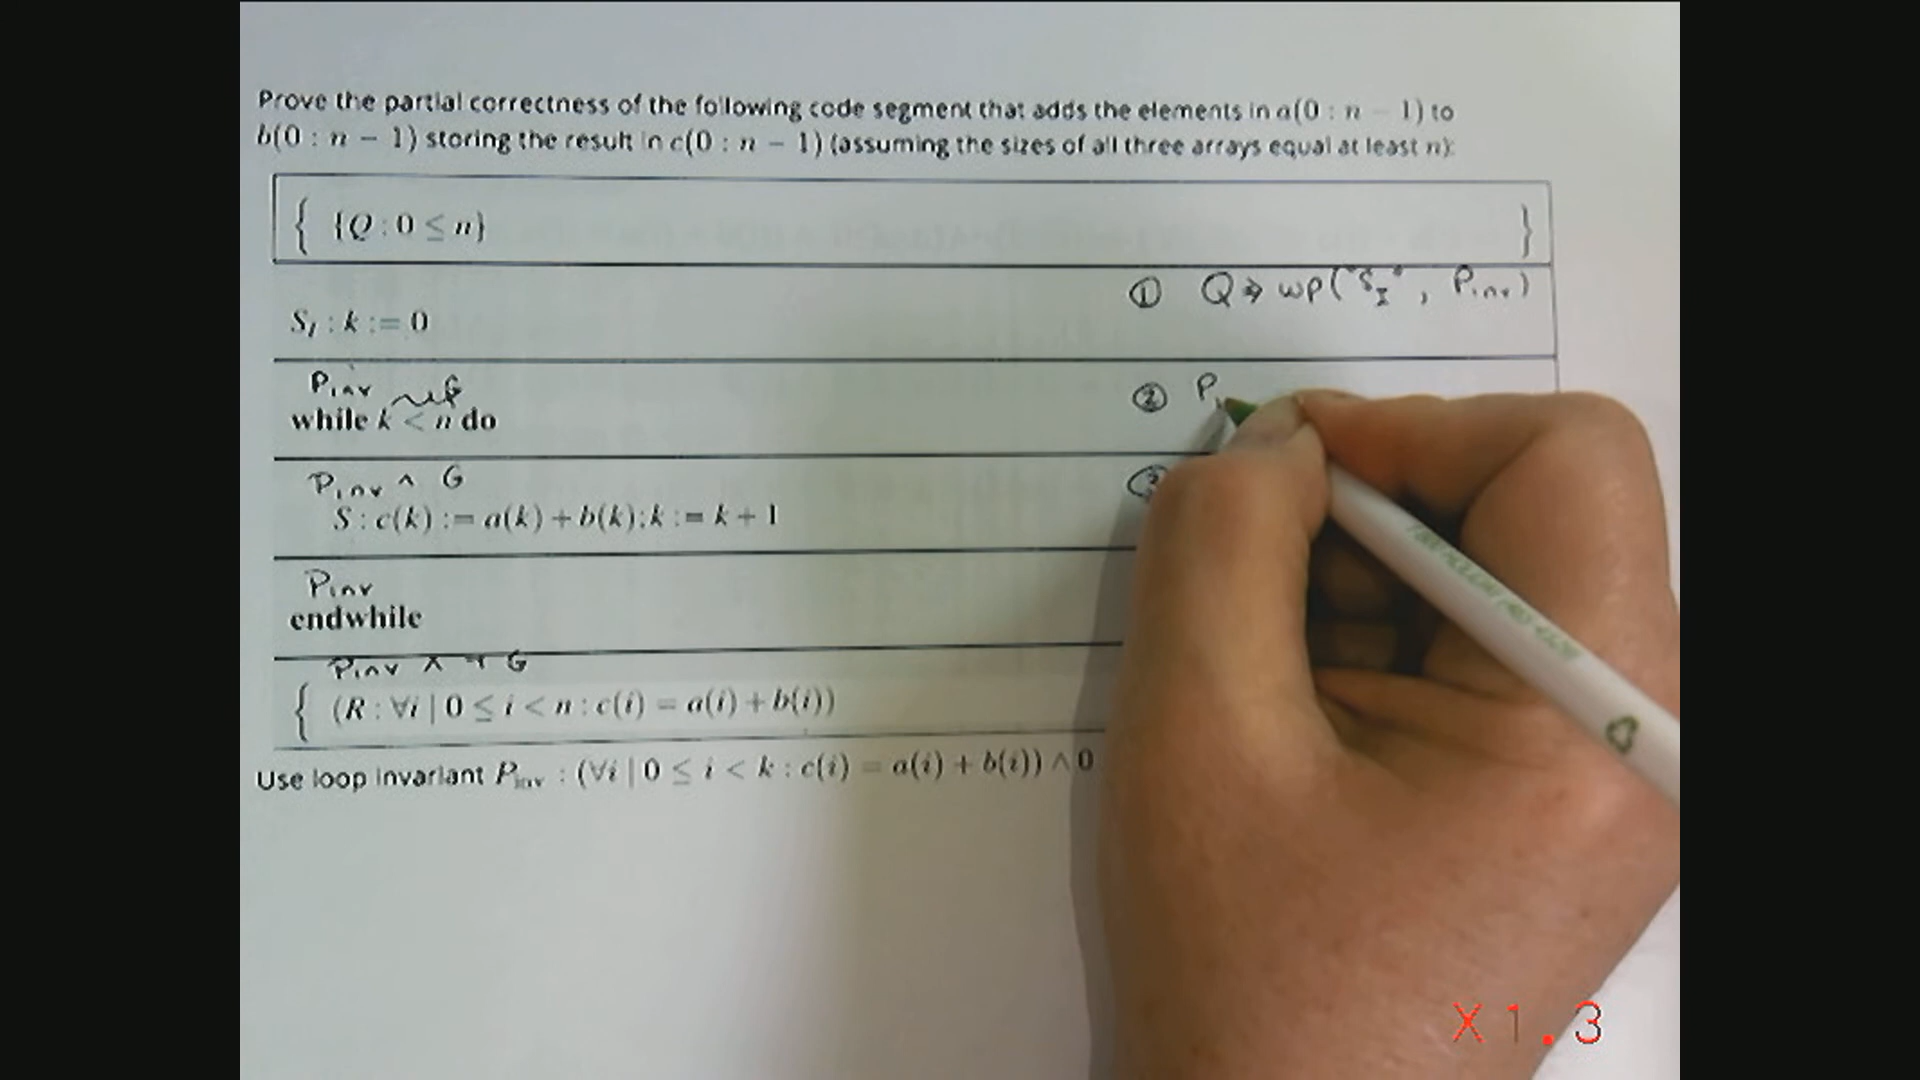 Prove the partial correctness of the following code segment that adds the elements in a(0 : n − 1) to
b(0 : n − 1) storing the result in c(0 : n − 1) (assuming the sizes of all three arrays equal at least n):
{ {Q : 0 ≤ n} }
① Q ⇒ wp("S_I", P_inv)
S_I : k := 0
P_inv G
② P
while k < n do
P_inv ∧ G
③
S : c(k) := a(k) + b(k); k := k + 1
P_inv
endwhile
P_inv ∧ ¬ G
{ (R : ∀i | 0 ≤ i < n : c(i) = a(i) + b(i))
Use loop invariant P_inv : (∀i | 0 ≤ i < k : c(i) = a(i) + b(i)) ∧ 0
X1.3